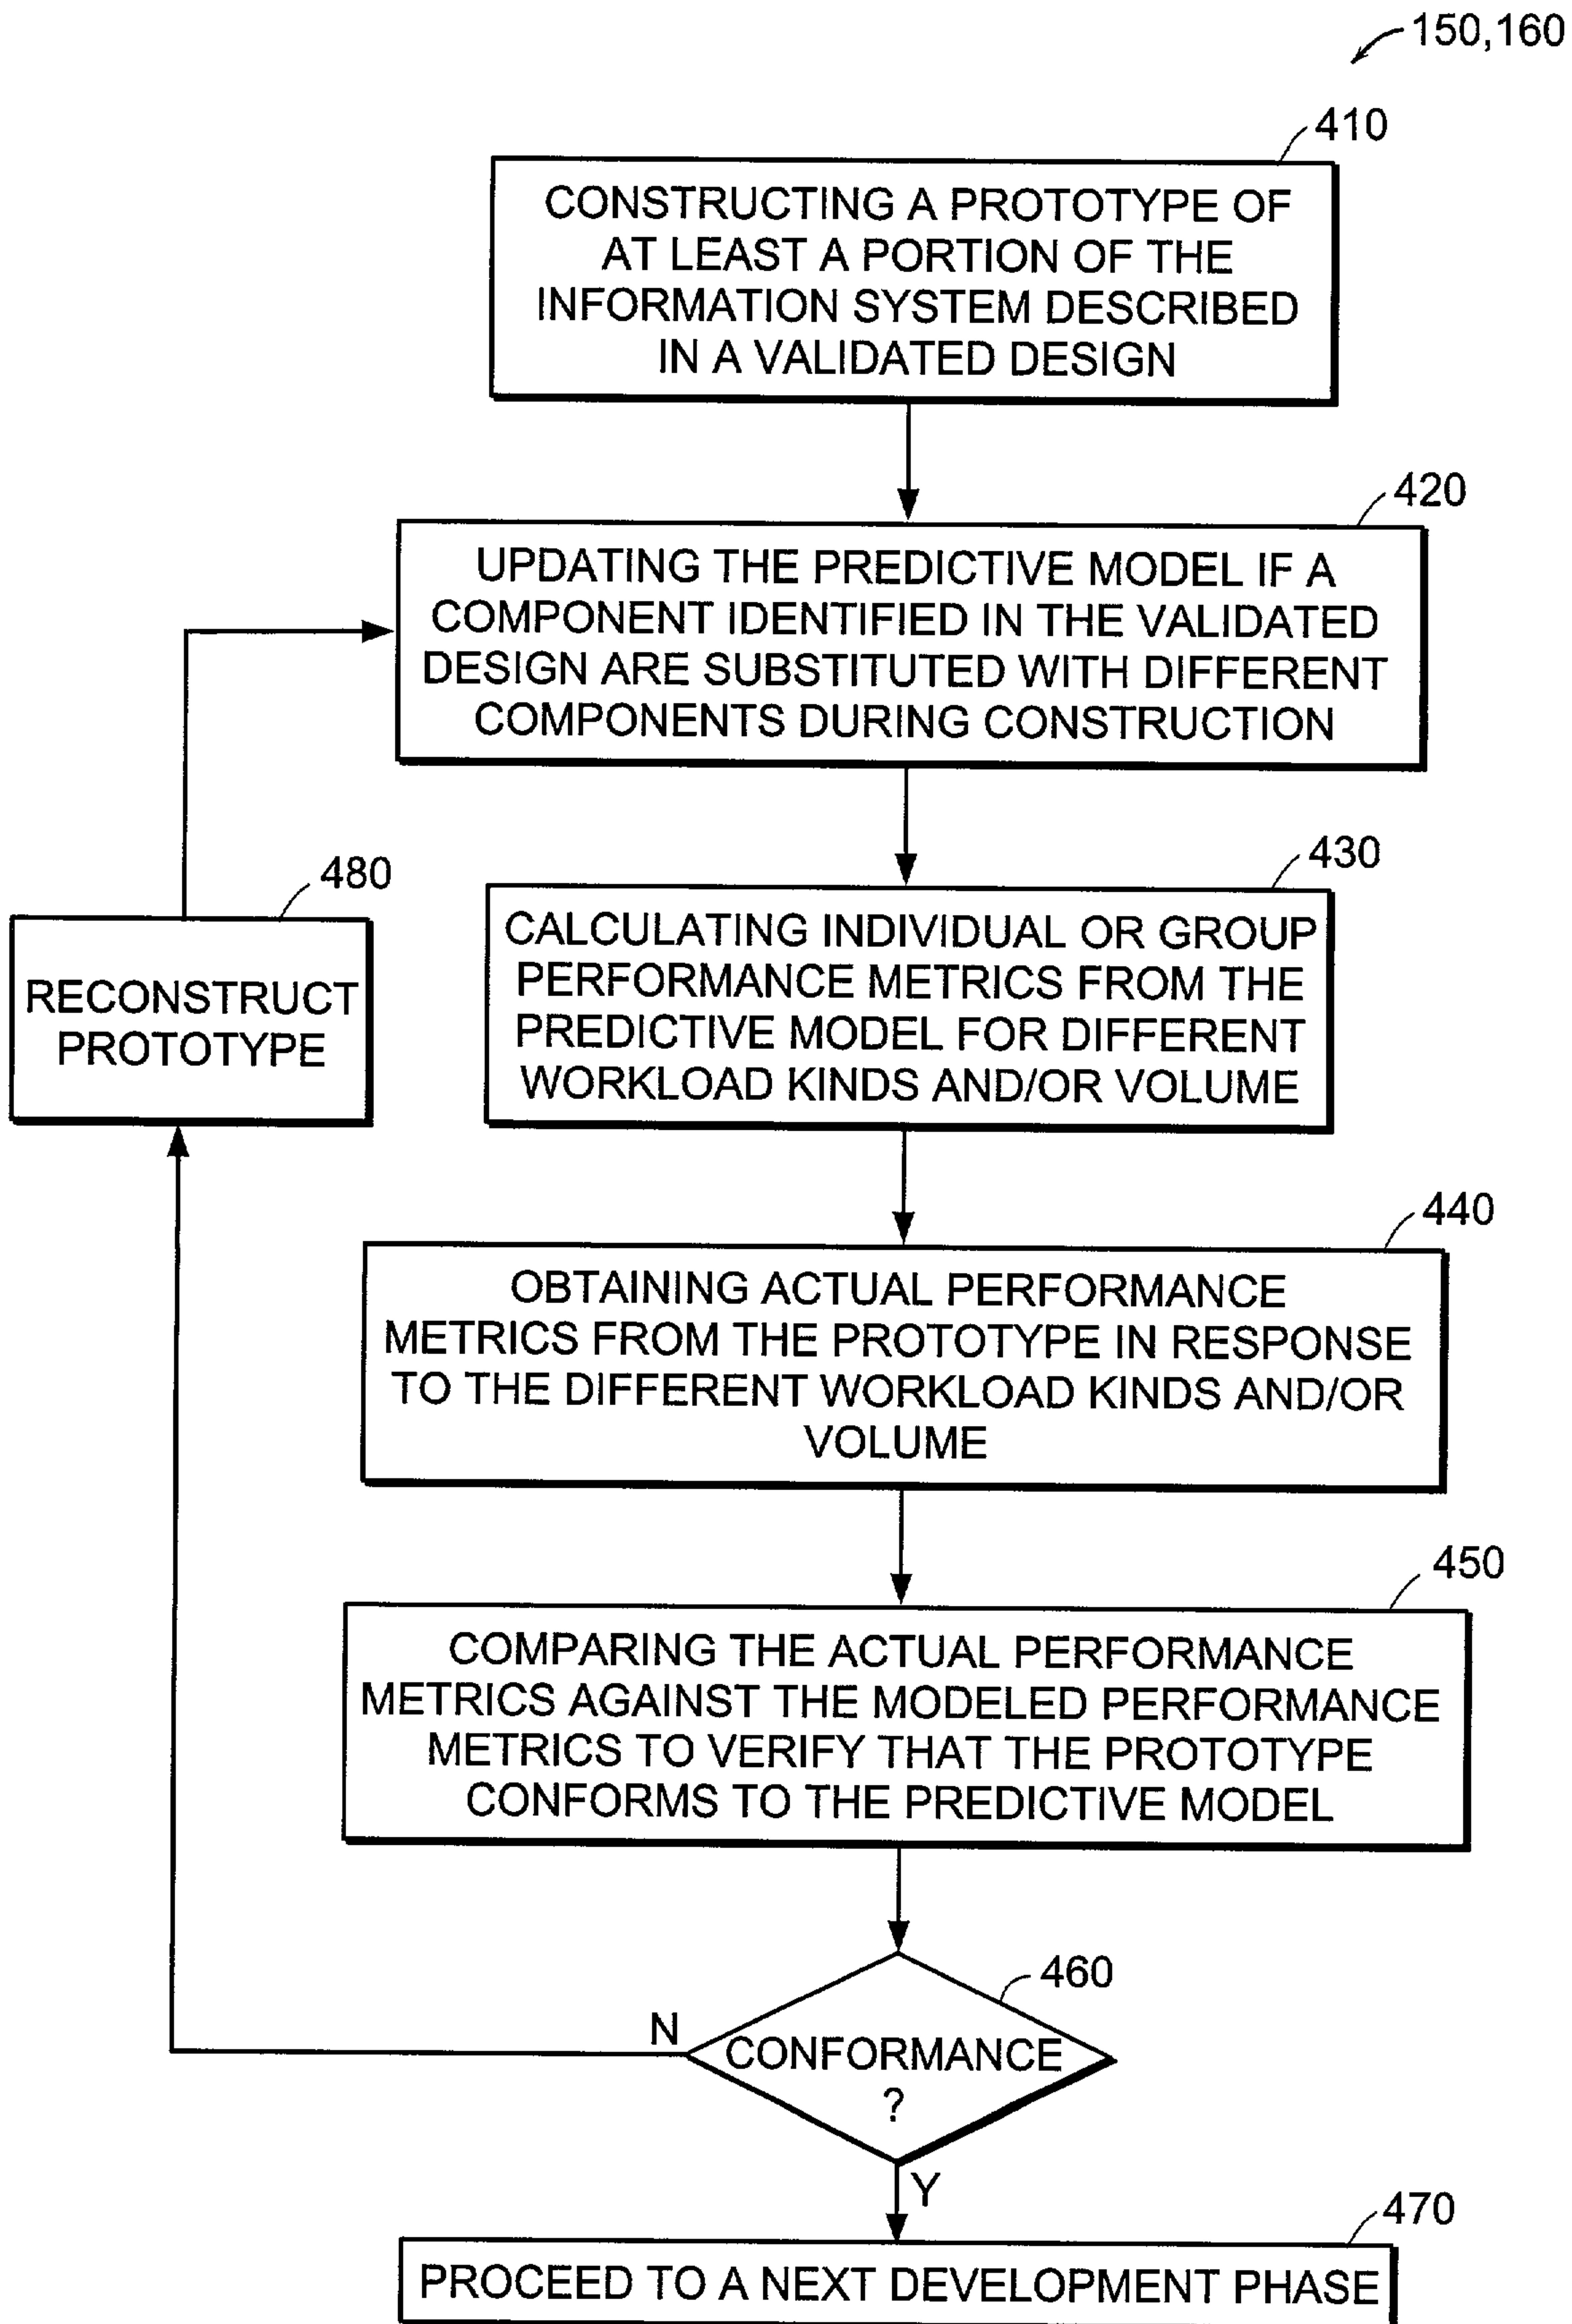 150,160
410
CONSTRUCTING A PROTOTYPE OF
AT LEAST A PORTION OF THE
INFORMATION SYSTEM DESCRIBED
IN A VALIDATED DESIGN
420
UPDATING THE PREDICTIVE MODEL IF A
COMPONENT IDENTIFIED IN THE VALIDATED
DESIGN ARE SUBSTITUTED WITH DIFFERENT
COMPONENTS DURING CONSTRUCTION
430
CALCULATING INDIVIDUAL OR GROUP
PERFORMANCE METRICS FROM THE
PREDICTIVE MODEL FOR DIFFERENT
WORKLOAD KINDS AND/OR VOLUME
480
RECONSTRUCT
PROTOTYPE
440
OBTAINING ACTUAL PERFORMANCE
METRICS FROM THE PROTOTYPE IN RESPONSE
TO THE DIFFERENT WORKLOAD KINDS AND/OR
VOLUME
450
COMPARING THE ACTUAL PERFORMANCE
METRICS AGAINST THE MODELED PERFORMANCE
METRICS TO VERIFY THAT THE PROTOTYPE
CONFORMS TO THE PREDICTIVE MODEL
460
N
CONFORMANCE
?
Y
470
PROCEED TO A NEXT DEVELOPMENT PHASE